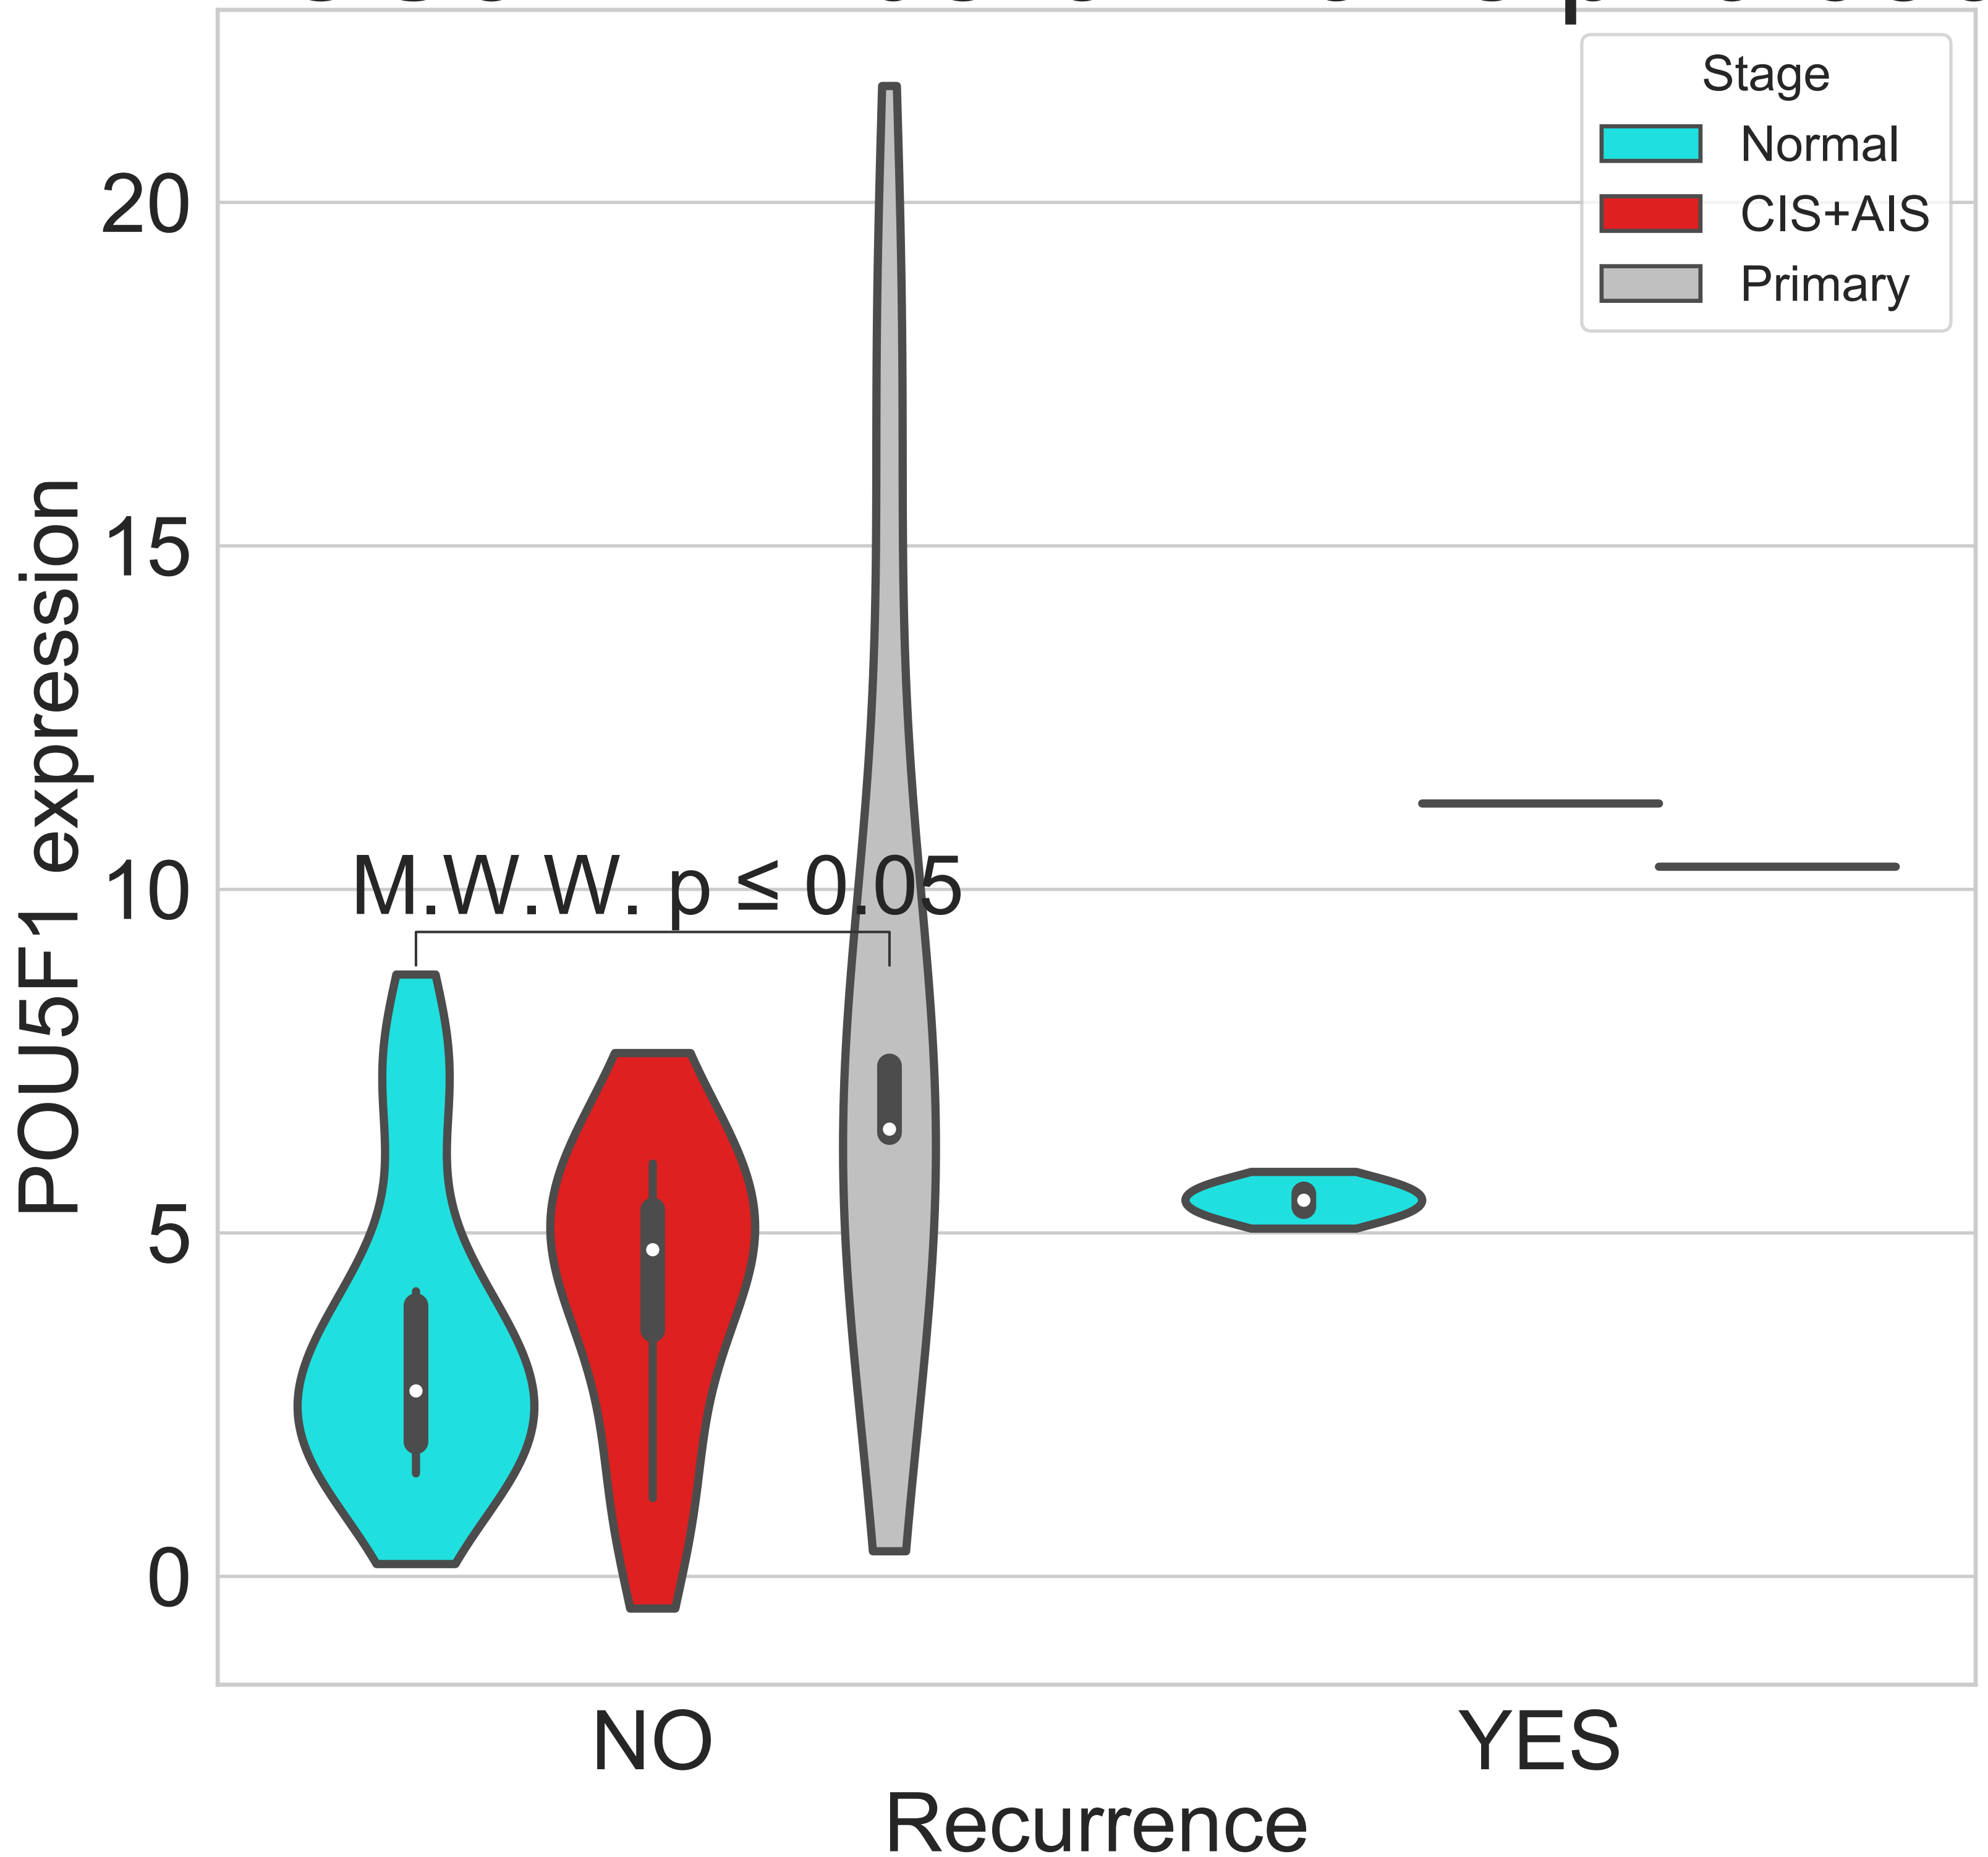 Stage
Normal
CIS+AIS
Primary
20
15
10
5
0
POU5F1 expression
M.W.W. p ≤ 0.05
NO
YES
Recurrence